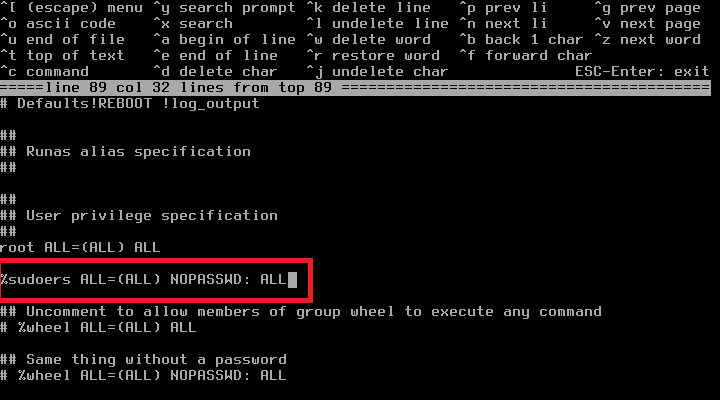 ^[ (escape) menu ^y search prompt ^k delete line ^p prev li ^g prev page
^o ascii code ^x search ^l undelete line ^n next li ^v next page
^u end of file ^a begin of line ^w delete word ^b back 1 char ^z next word
^t top of text ^e end of line ^r restore word ^f forward char
^c command ^d delete char ^j undelete char ESC-Enter: exit
=====line 89 col 32 lines from top 89 ==========================================
# Defaults!REBOOT !log_output
##
## Runas alias specification
##
##
## User privilege specification
##
root ALL=(ALL) ALL
%sudoers ALL=(ALL) NOPASSWD: ALL
## Uncomment to allow members of group wheel to execute any command
# %wheel ALL=(ALL) ALL
## Same thing without a password
# %wheel ALL=(ALL) NOPASSWD: ALL